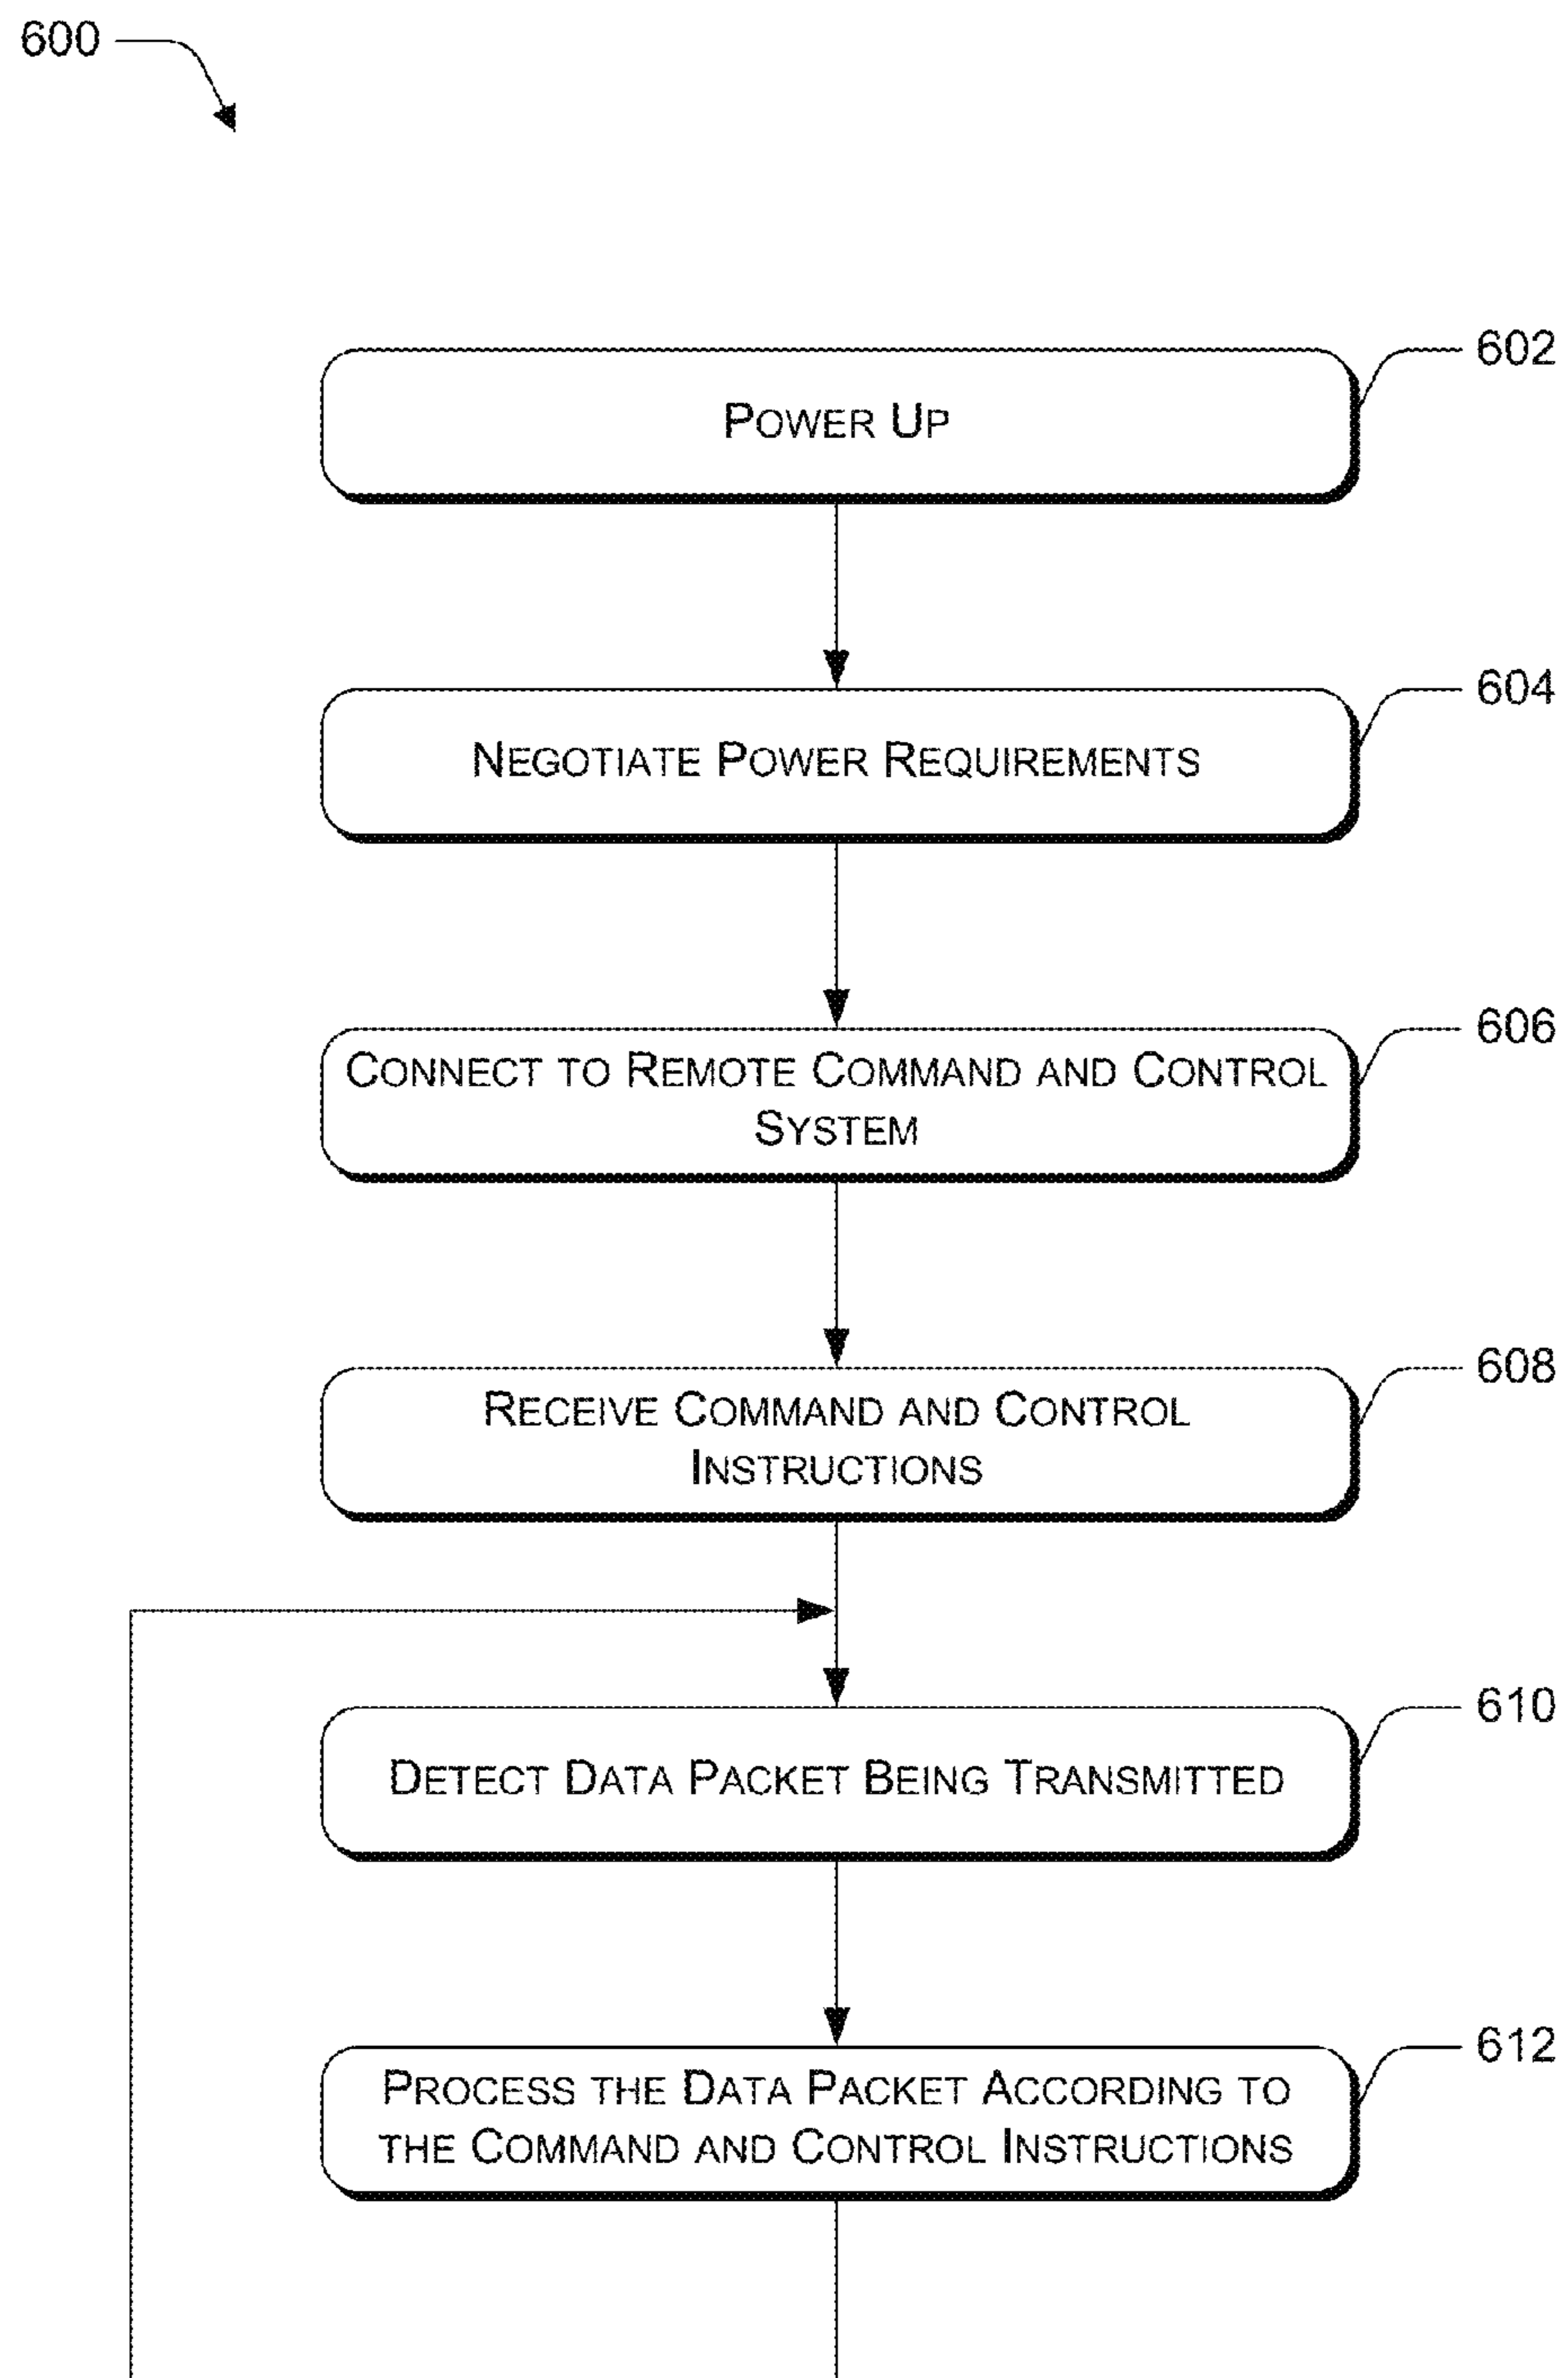 600
602
POWER UP
604
NEGOTIATE POWER REQUIREMENTS
606
CONNECT TO REMOTE COMMAND AND CONTROL
SYSTEM
608
RECEIVE COMMAND AND CONTROL
INSTRUCTIONS
610
DETECT DATA PACKET BEING TRANSMITTED
612
PROCESS THE DATA PACKET ACCORDING TO
THE COMMAND AND CONTROL INSTRUCTIONS